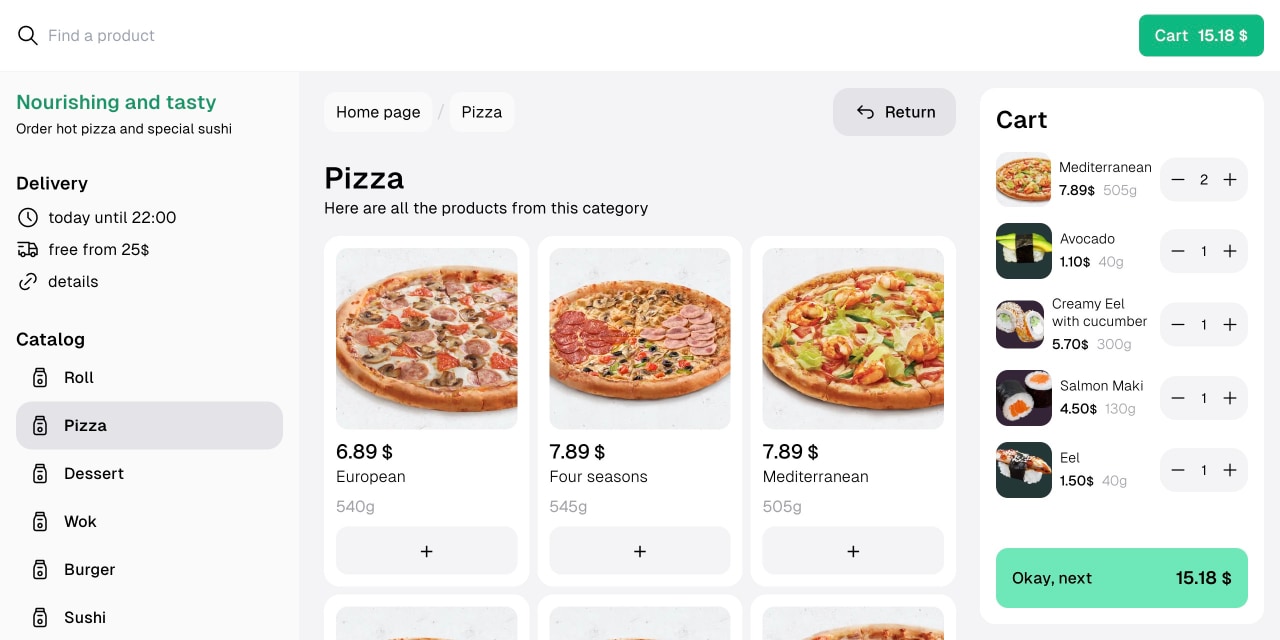 Find a product
Cart 15.18 $
Nourishing and tasty
Order hot pizza and special sushi
Delivery
today until 22:00
free from 25$
details
Catalog
Roll
Pizza
Dessert
Wok
Burger
Sushi
Home page / Pizza
Return
Pizza
Here are all the products from this category
6.89 $
European
540g
+
7.89 $
Four seasons
545g
+
7.89 $
Mediterranean
505g
+
Cart
Mediterranean
7.89$ 505g
— 2 +
Avocado
1.10$ 40g
— 1 +
Creamy Eel
with cucumber
5.70$ 300g
— 1 +
Salmon Maki
4.50$ 130g
— 1 +
Eel
1.50$ 40g
— 1 +
Okay, next 15.18 $